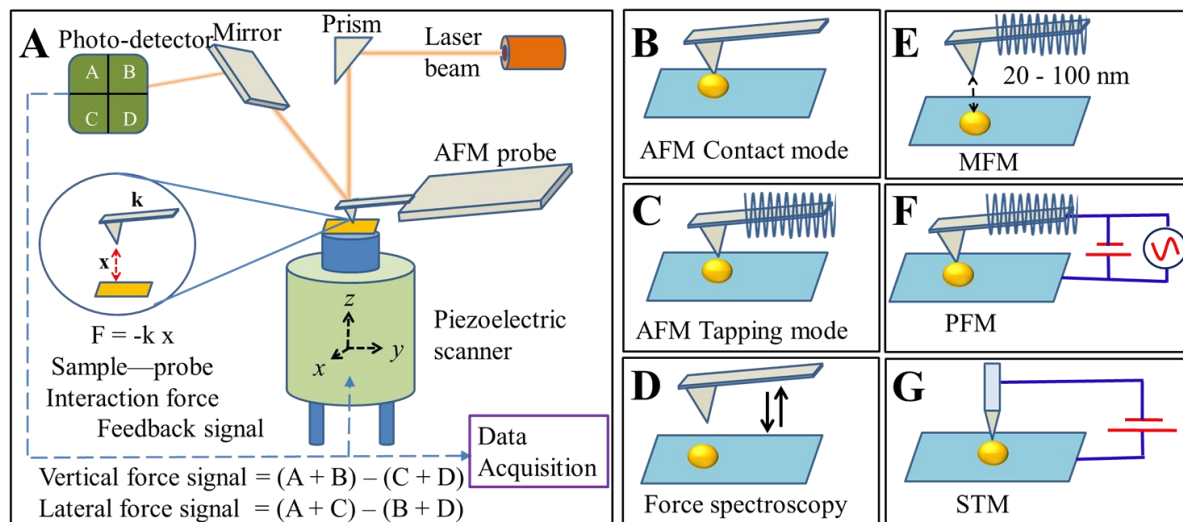 A
Photo-detector
Mirror
Prism
Laser
beam
A B
C D
AFM probe
k
x
F = -k x
Sample—probe
Interaction force
Feedback signal
z
x
y
Piezoelectric
scanner
Data
Acquisition
Vertical force signal = (A + B) – (C + D)
Lateral force signal = (A + C) – (B + D)
B
AFM Contact mode
C
AFM Tapping mode
D
Force spectroscopy
E
20 - 100 nm
MFM
F
PFM
G
STM